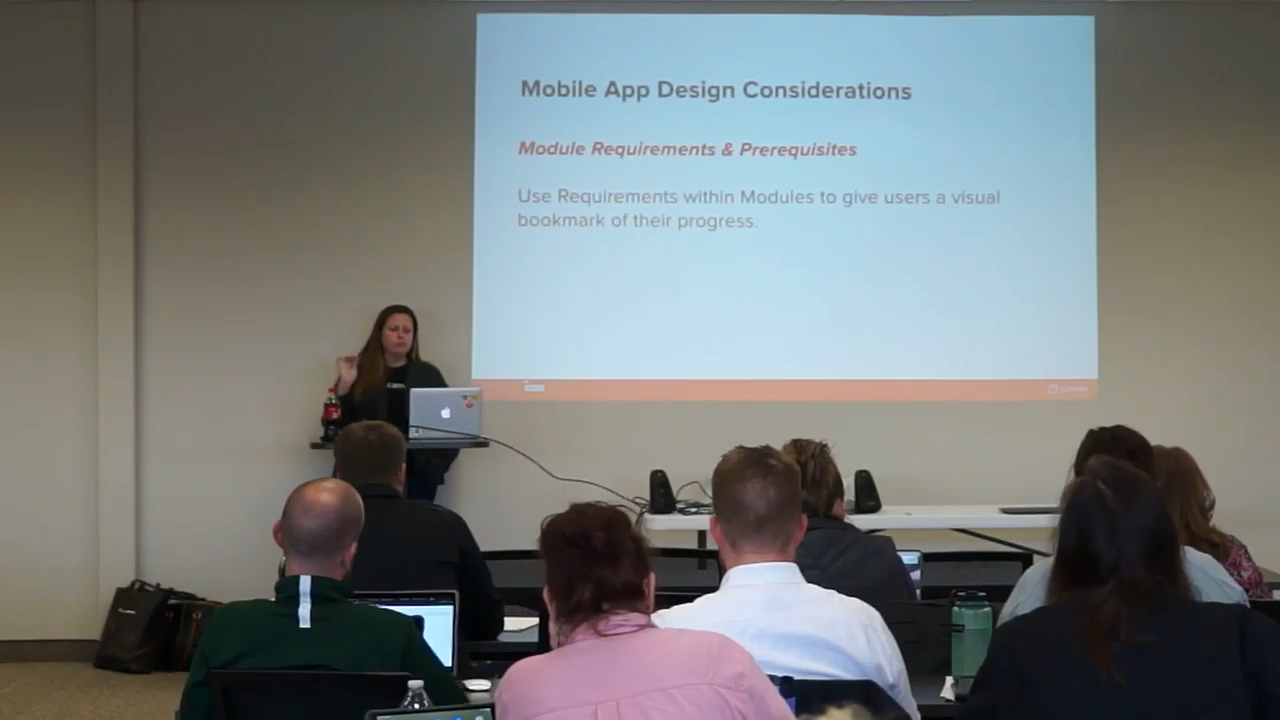 Mobile App Design Considerations
Module Requirements & Prerequisites
Use Requirements within Modules to give users a visual
bookmark of their progress.